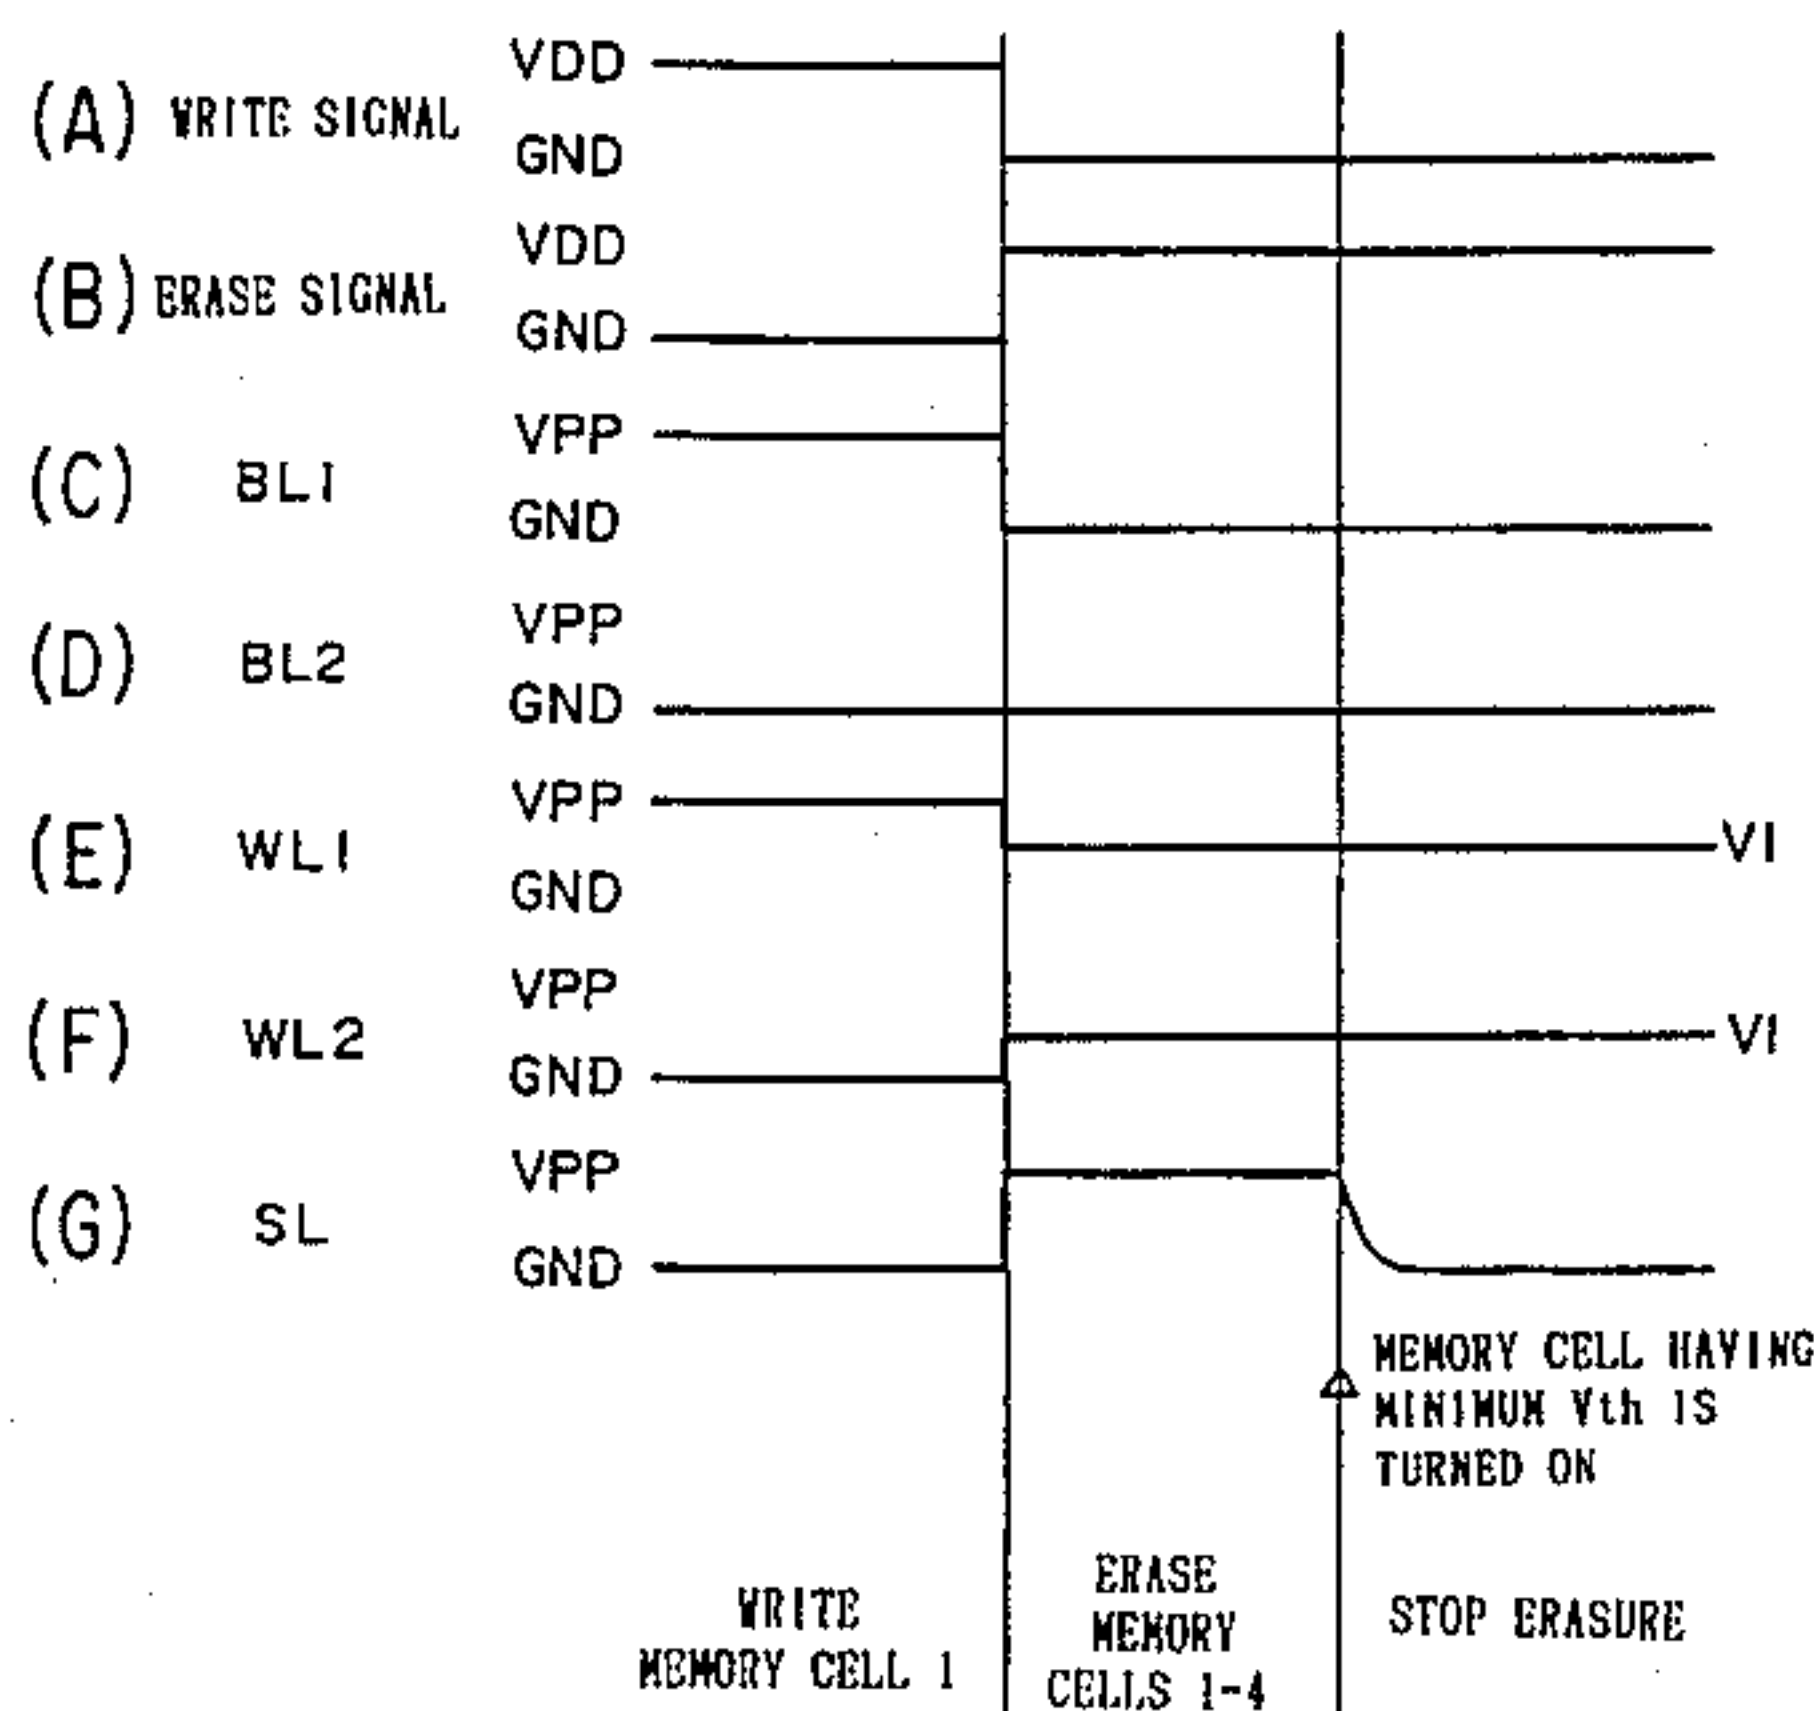 VDD
(A) WRITE SIGNAL
GND
VDD
(B) ERASE SIGNAL
GND
VPP
(C) BL1
GND
VPP
(D) BL2
GND
VPP
(E) WL1
VI
GND
VPP
(F) WL2
VI
GND
VPP
(G) SL
GND
MEMORY CELL HAVING
MINIMUM Vth IS
TURNED ON
WRITE
MEMORY CELL 1
ERASE
MEMORY
CELLS 1-4
STOP ERASURE